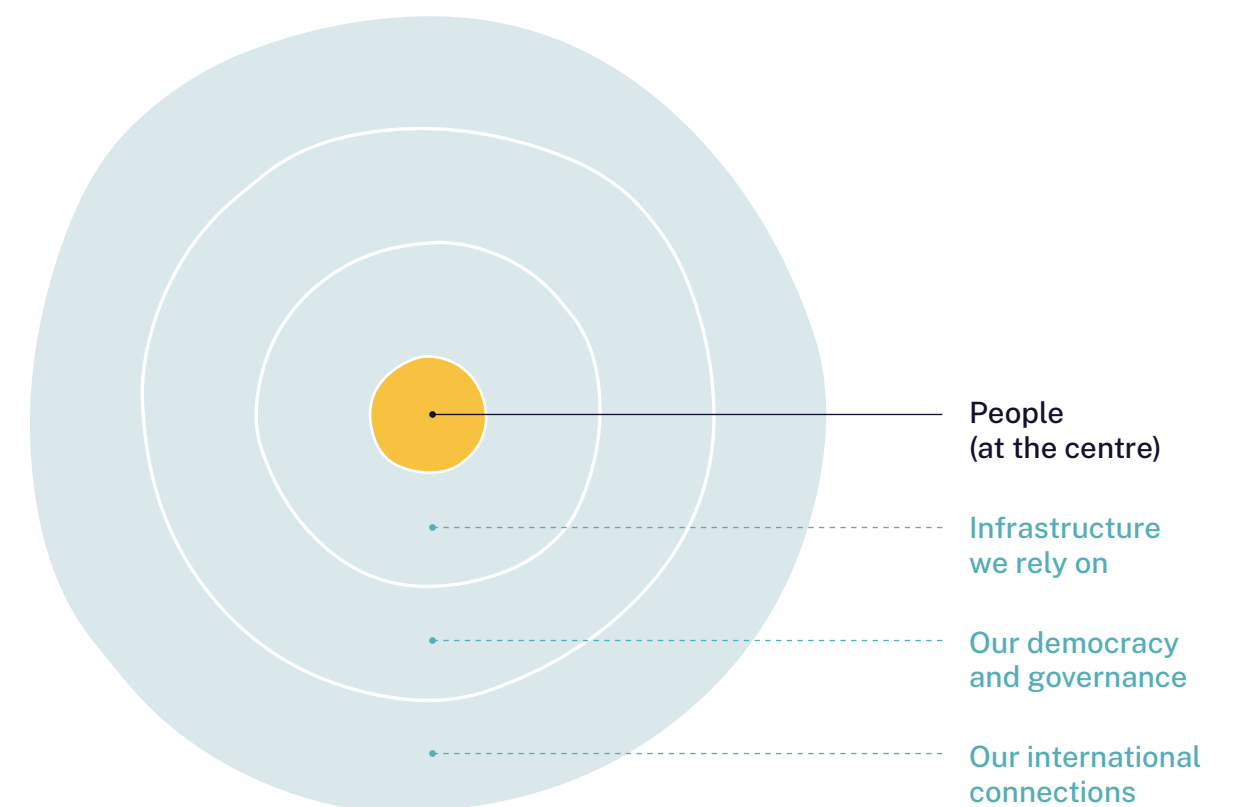 People
(at the centre)
Infrastructure
we rely on
Our democracy
and governance
Our international
connections